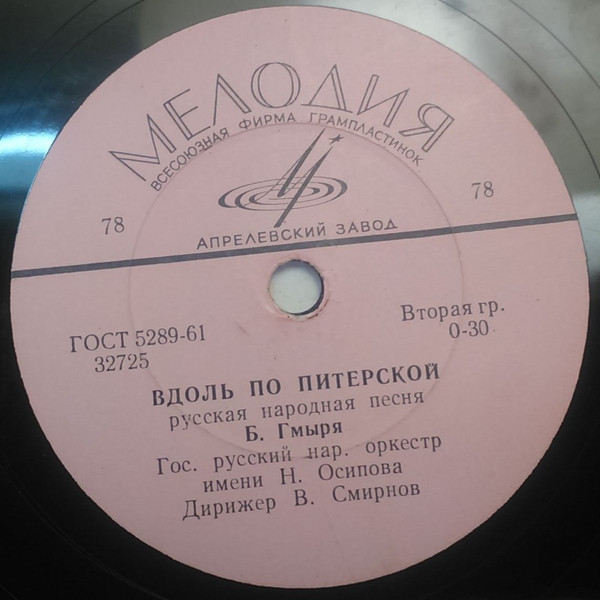 МЕЛОДИЯ
ВСЕСОЮЗНАЯ ФИРМА ГРАМПЛАСТИНОК
78
78
АПРЕЛЕВСКИЙ ЗАВОД
ГОСТ 5289-61
32725
Вторая гр.
0-30
ВДОЛЬ ПО ПИТЕРСКОЙ
русская народная песня
Б. Гмыря
Гос. русский нар. оркестр
имени Н. Осипова
Дирижер В. Смирнов